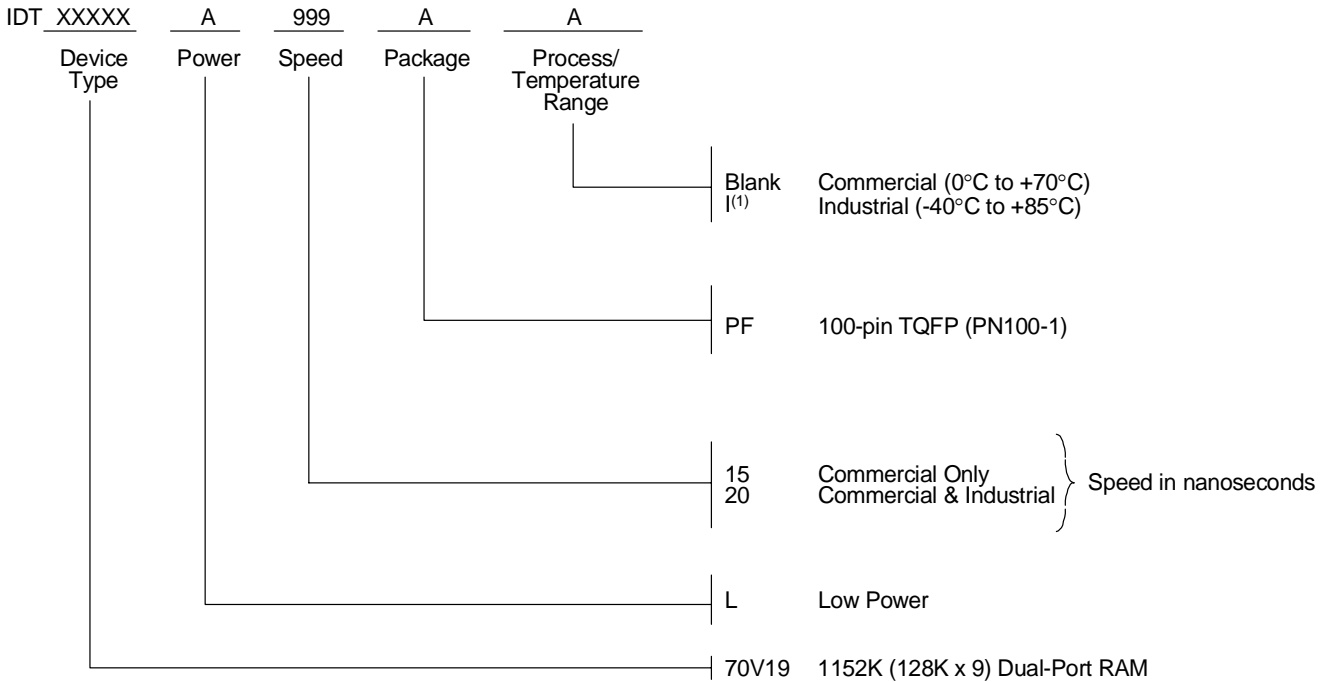 IDT XXXXX A 999 A A
Device Type Power Speed Package Process/ Temperature Range
Blank Commercial (0°C to +70°C)
I(1) Industrial (-40°C to +85°C)
PF 100-pin TQFP (PN100-1)
15 Commercial Only
20 Commercial & Industrial
Speed in nanoseconds
L Low Power
70V19 1152K (128K x 9) Dual-Port RAM